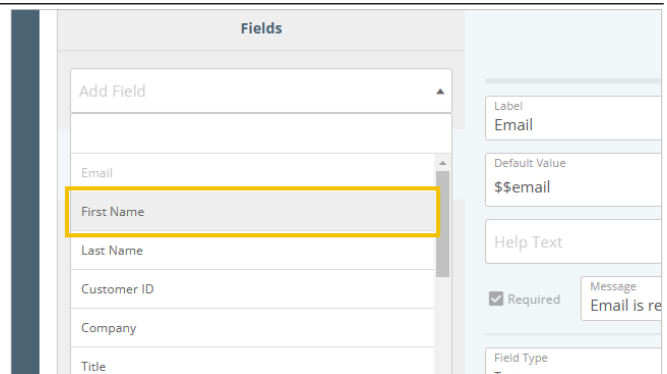 Fields
Add Field
Email
First Name
Last Name
Customer ID
Company
Title
Label
Email
Default Value
$$email
Help Text
Required
Message
Email is re
Field Type